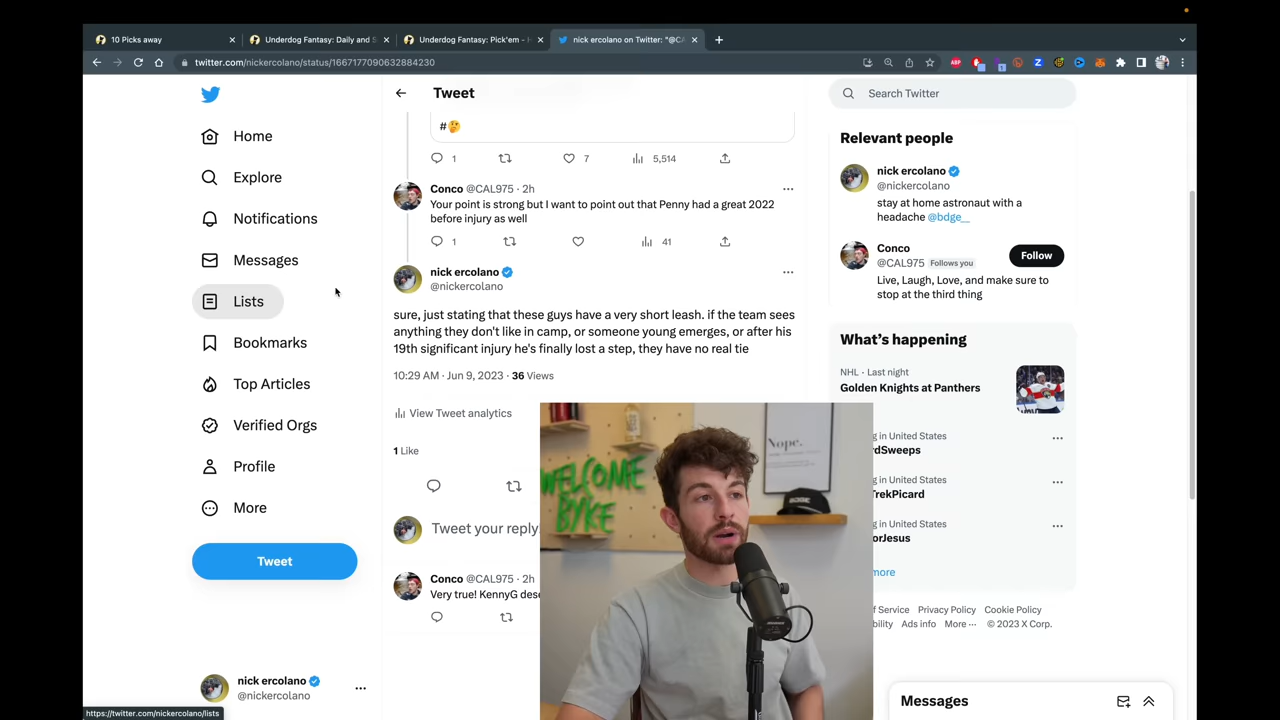 10 Picks away
Underdog Fantasy: Daily and S
Underdog Fantasy: Pick'em - H
nick ercolano on Twitter: "@CA
twitter.com/nickercolano/status/1667177090632884230
Home
Explore
Notifications
Messages
Lists
Bookmarks
Top Articles
Verified Orgs
Profile
More
Tweet
nick ercolano
@nickercolano
https://twitter.com/nickercolano/lists
Tweet
#🤔
1
7
5,514
Conco @CAL975 · 2h
Your point is strong but I want to point out that Penny had a great 2022
before injury as well
1
41
nick ercolano
@nickercolano
sure, just stating that these guys have a very short leash. if the team sees
anything they don't like in camp, or someone young emerges, or after his
19th significant injury he's finally lost a step, they have no real tie
10:29 AM · Jun 9, 2023 · 36 Views
View Tweet analytics
1 Like
Tweet your reply!
Conco @CAL975 · 2h
Very true! KennyG des
WELCOME
BYKE
Nope.
BDGE
Search Twitter
Relevant people
nick ercolano
@nickercolano
stay at home astronaut with a
headache @bdge__
Conco
@CAL975 Follows you
Follow
Live, Laugh, Love, and make sure to
stop at the third thing
What's happening
NHL · Last night
Golden Knights at Panthers
g in United States
rdSweeps
g in United States
TrekPicard
g in United States
orJesus
more
f Service Privacy Policy Cookie Policy
bility Ads info More ··· © 2023 X Corp.
Messages